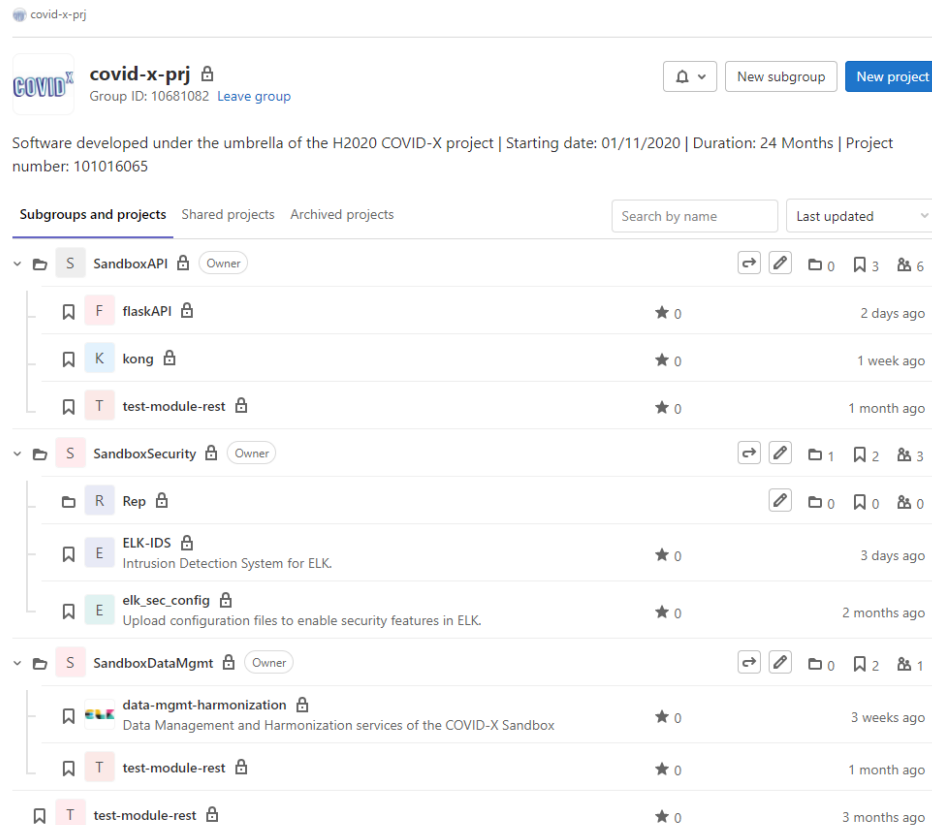 covid-x-prj
COVID X
covid-x-prj
Group ID: 10681082 Leave group
New subgroup
New project
Software developed under the umbrella of the H2020 COVID-X project | Starting date: 01/11/2020 | Duration: 24 Months | Project
number: 101016065
Subgroups and projects Shared projects Archived projects
Search by name
Last updated
S SandboxAPI Owner 0 3 6
F flaskAPI 0 2 days ago
K kong 0 1 week ago
T test-module-rest 0 1 month ago
S SandboxSecurity Owner 1 2 3
R Rep 0 0 0
E ELK-IDS 0 3 days ago
Intrusion Detection System for ELK.
E elk_sec_config 0 2 months ago
Upload configuration files to enable security features in ELK.
S SandboxDataMgmt Owner 0 2 1
ELK data-mgmt-harmonization 0 3 weeks ago
Data Management and Harmonization services of the COVID-X Sandbox
T test-module-rest 0 1 month ago
T test-module-rest 0 3 months ago